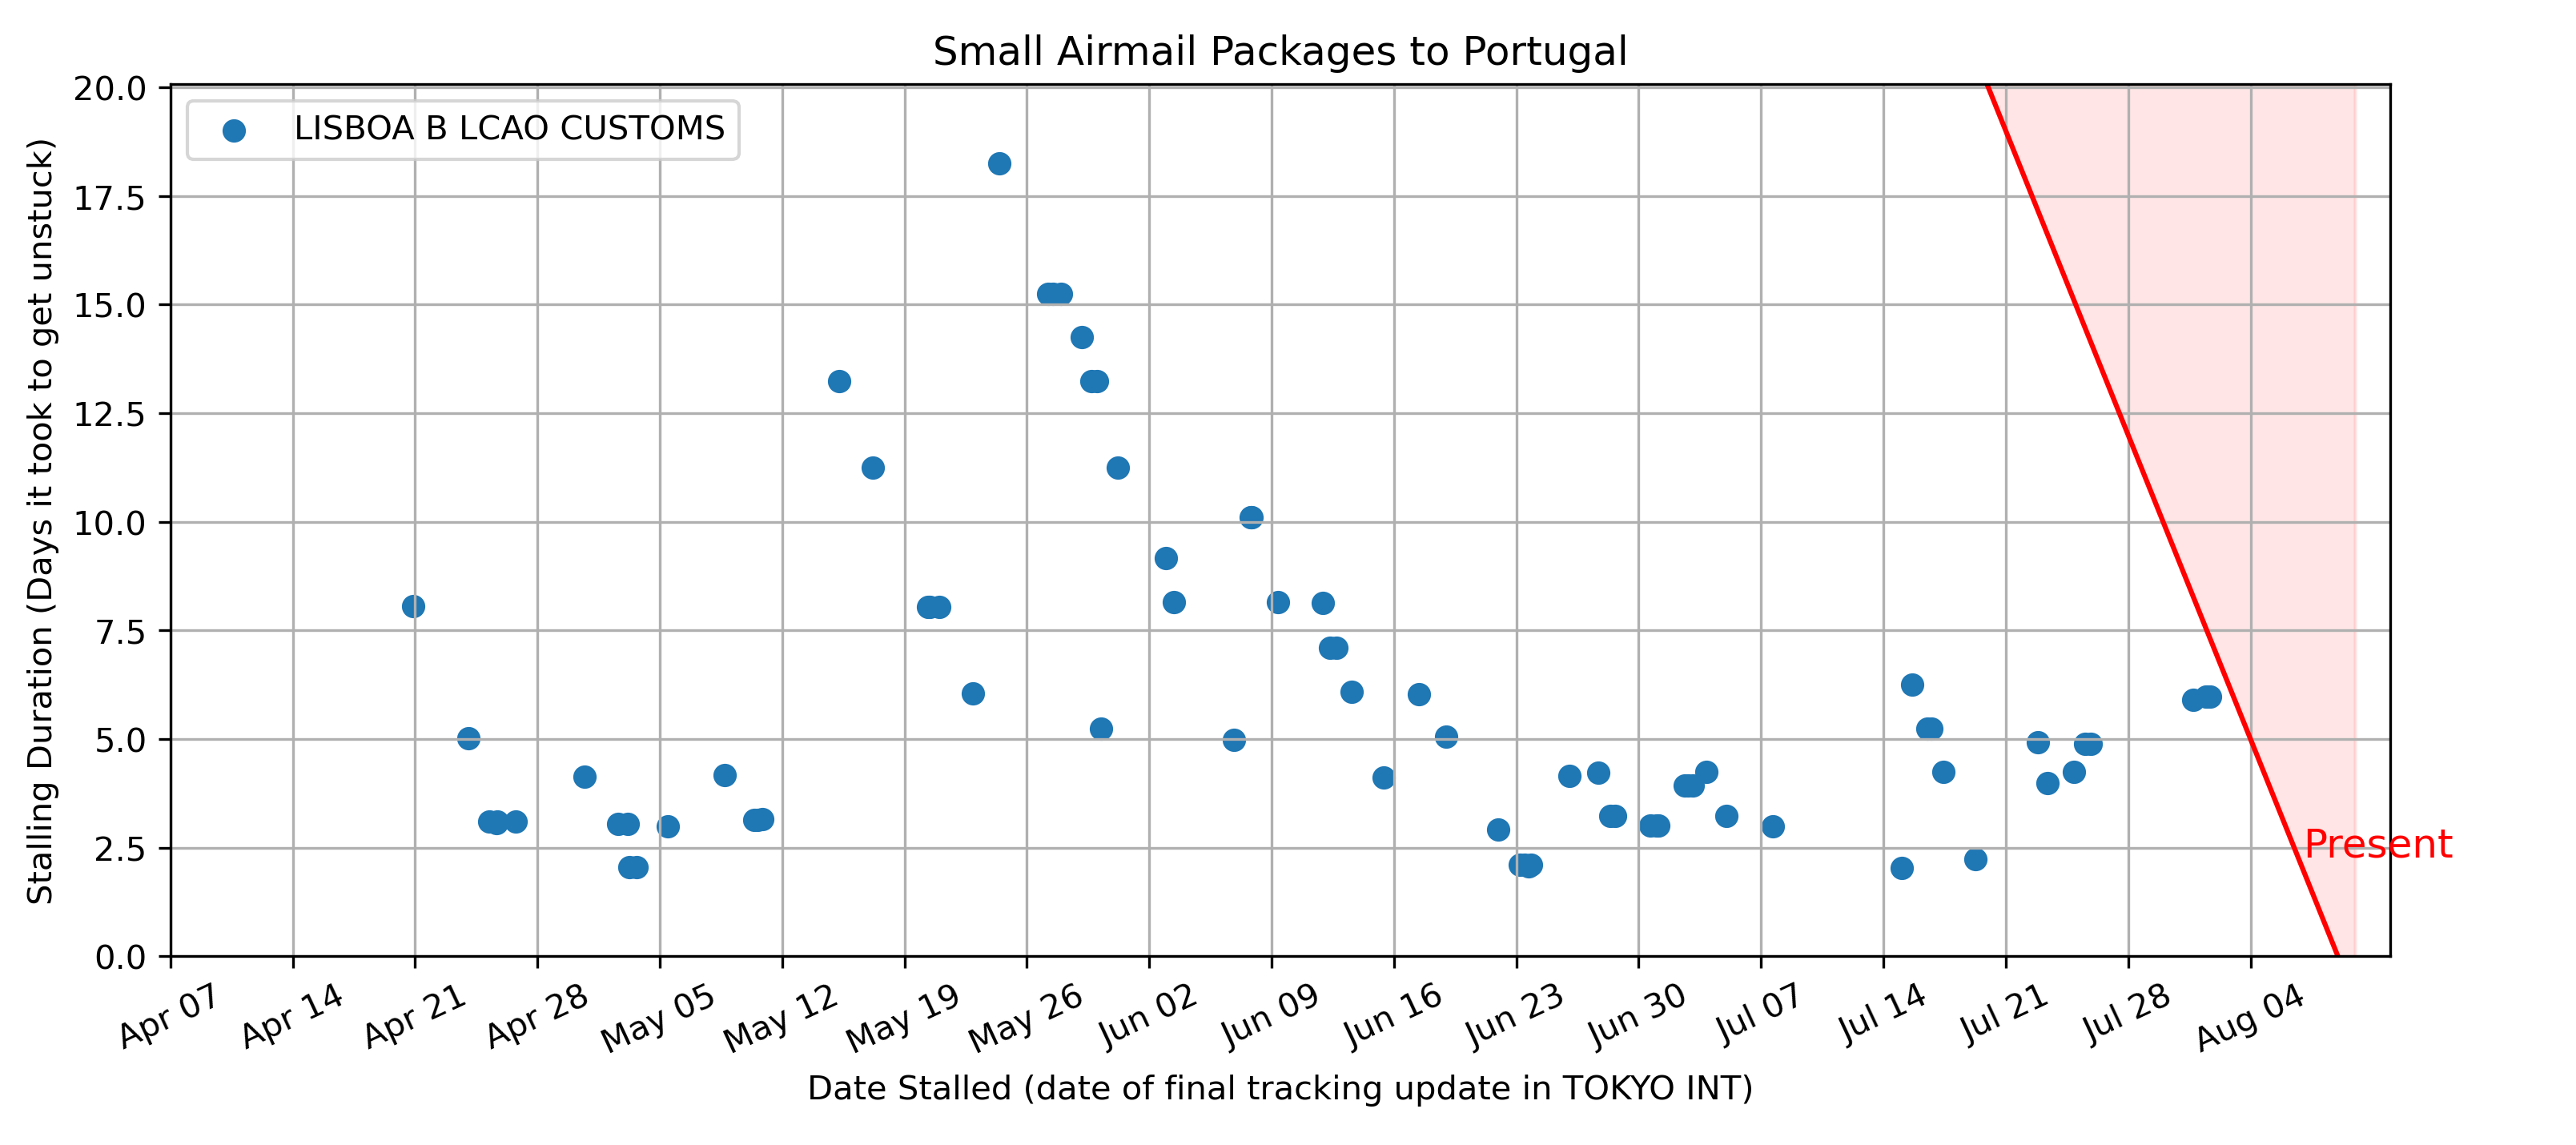 Small Airmail Packages to Portugal
LISBOA B LCAO CUSTOMS
Stalling Duration (Days it took to get unstuck)
20.0
17.5
15.0
12.5
10.0
7.5
5.0
2.5
0.0
Present
Apr 07
Apr 14
Apr 21
Apr 28
May 05
May 12
May 19
May 26
Jun 02
Jun 09
Jun 16
Jun 23
Jun 30
Jul 07
Jul 14
Jul 21
Jul 28
Aug 04
Date Stalled (date of final tracking update in TOKYO INT)